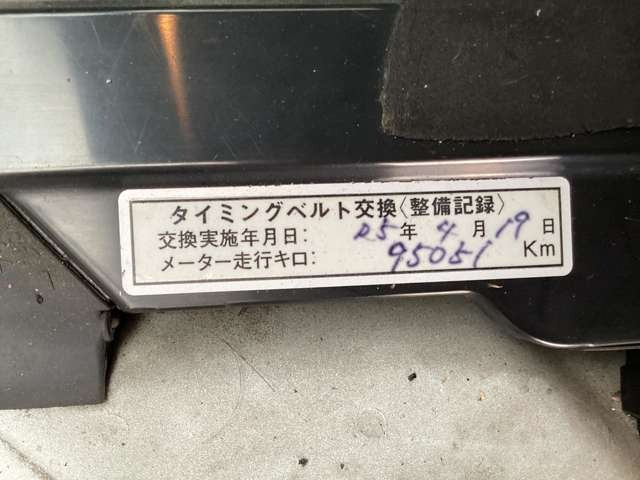 タイミングベルト交換〈整備記録〉
交換実施年月日: 25年 4月 19日
メーター走行キロ: 95051 Km